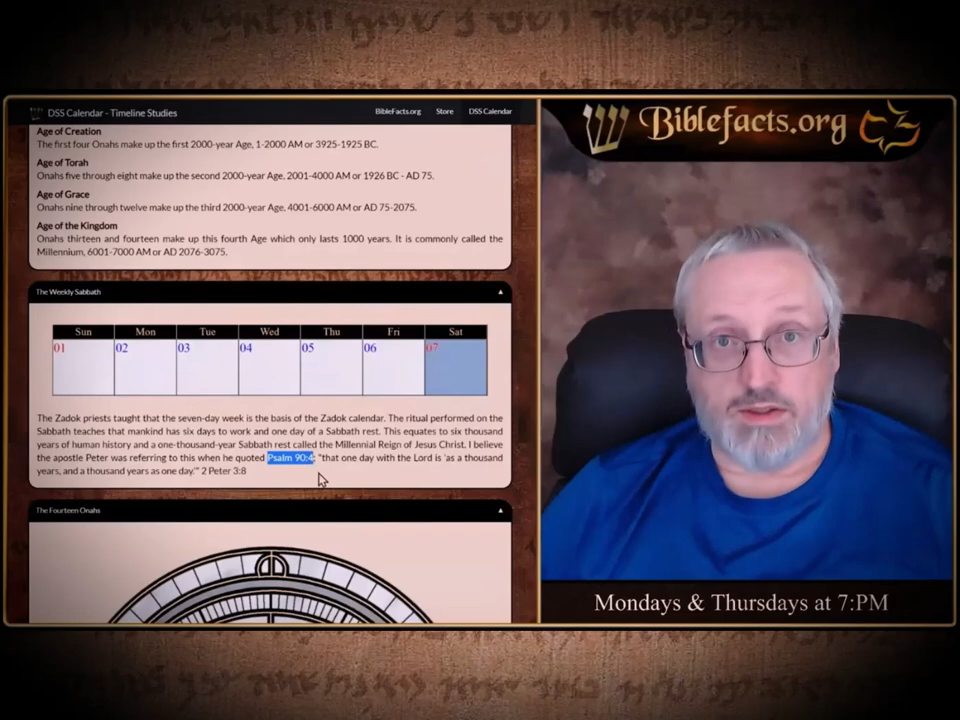 DSS Calendar - Timeline Studies
BibleFacts.org
Store
DSS Calendar
Age of Creation
The first four Onahs make up the first 2000-year Age, 1-2000 AM or 3925-1925 BC.
Age of Torah
Onahs five through eight make up the second 2000-year Age, 2001-4000 AM or 1926 BC - AD 75.
Age of Grace
Onahs nine through twelve make up the third 2000-year Age, 4001-6000 AM or AD 75-2075.
Age of the Kingdom
Onahs thirteen and fourteen make up this fourth Age which only lasts 1000 years. It is commonly called the
Millennium, 6001-7000 AM or AD 2076-3075.
The Weekly Sabbath
Sun Mon Tue Wed Thu Fri Sat
01 02 03 04 05 06 07
The Zadok priests taught that the seven-day week is the basis of the Zadok calendar. The ritual performed on the
Sabbath teaches that mankind has six days to work and one day of a Sabbath rest. This equates to six thousand
years of human history and a one-thousand-year Sabbath rest called the Millennial Reign of Jesus Christ. I believe
the apostle Peter was referring to this when he quoted Psalm 90:4, "that one day with the Lord is 'as a thousand
years, and a thousand years as one day.'" 2 Peter 3:8
The Fourteen Onahs
Biblefacts.org
Mondays & Thursdays at 7:PM